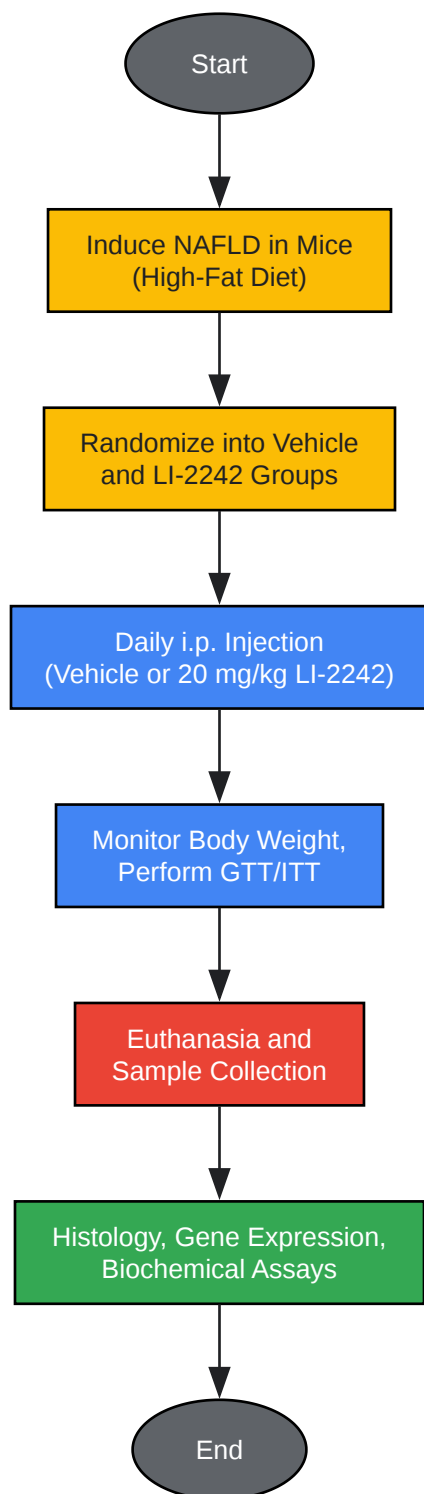 Start
Induce NAFLD in Mice
(High-Fat Diet)
Randomize into Vehicle
and LI-2242 Groups
Daily i.p. Injection
(Vehicle or 20 mg/kg LI-2242)
Monitor Body Weight,
Perform GTT/ITT
Euthanasia and
Sample Collection
Histology, Gene Expression,
Biochemical Assays
End